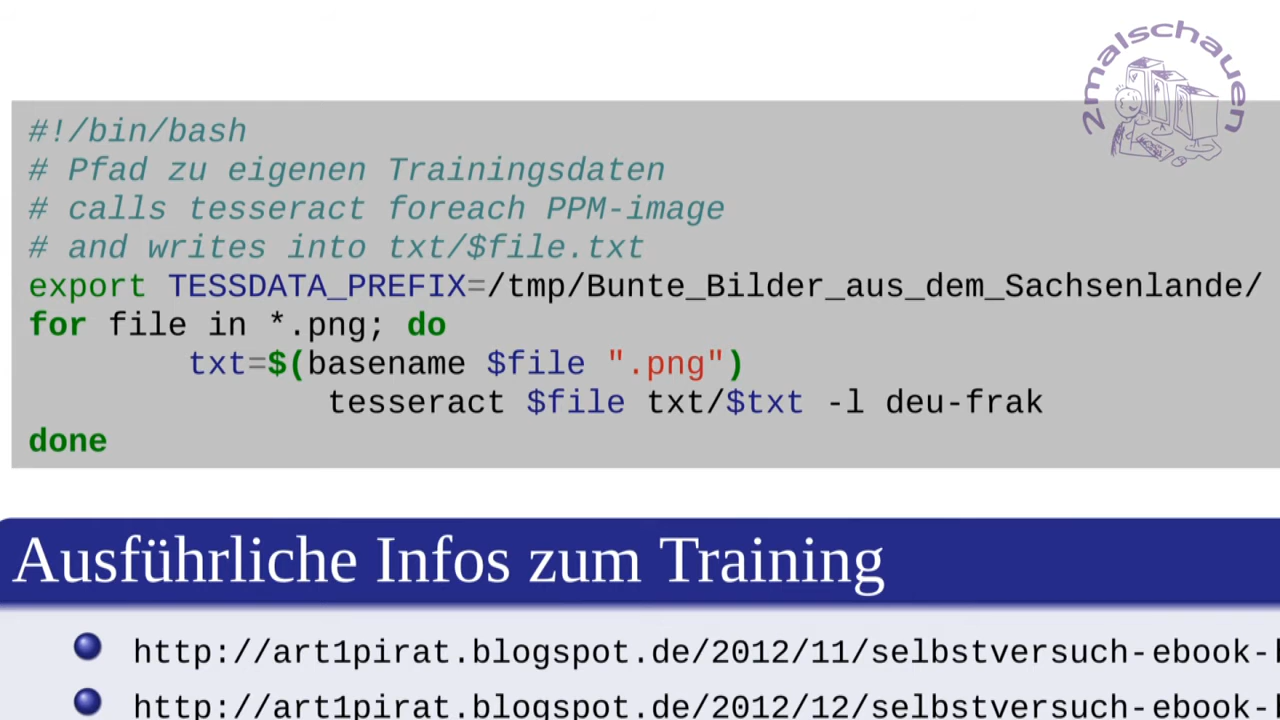 2malschauen
#!/bin/bash
# Pfad zu eigenen Trainingsdaten
# calls tesseract foreach PPM-image
# and writes into txt/$file.txt
export TESSDATA_PREFIX=/tmp/Bunte_Bilder_aus_dem_Sachsenlande/
for file in *.png; do
        txt=$(basename $file ".png")
               tesseract $file txt/$txt -l deu-frak
done
Ausführliche Infos zum Training
http://art1pirat.blogspot.de/2012/11/selbstversuch-ebook-
http://art1pirat.blogspot.de/2012/12/selbstversuch-ebook-